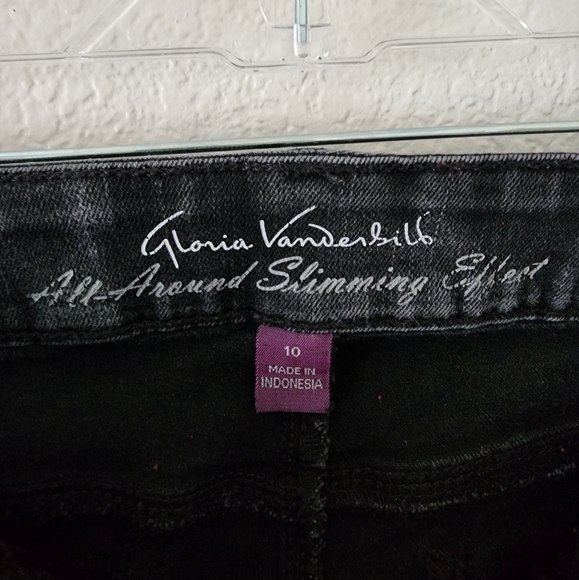 Gloria Vanderbilt
All-Around Slimming Effect
10
MADE IN
INDONESIA